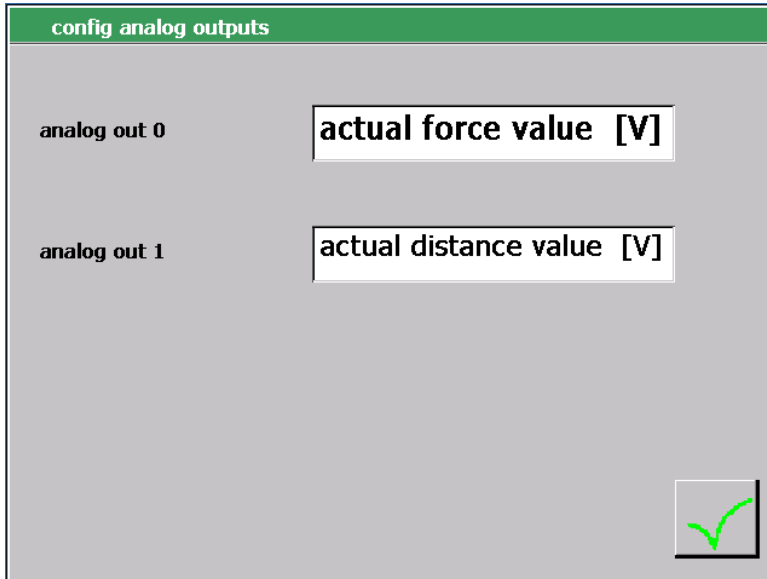 config analog outputs
analog out 0 actual force value [V]
analog out 1 actual distance value [V]